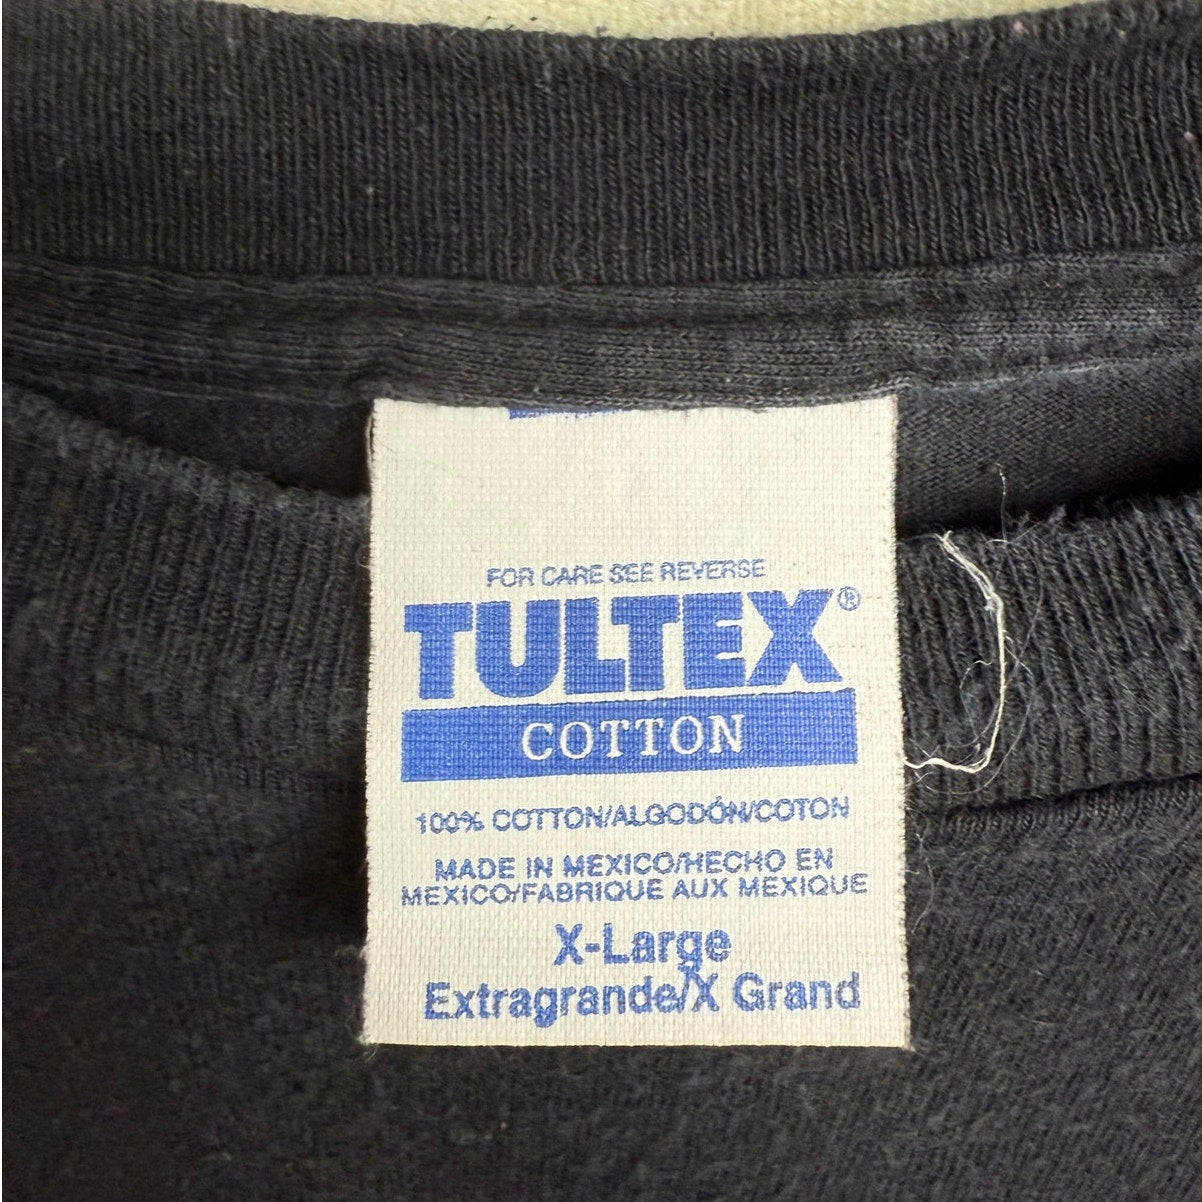 FOR CARE SEE REVERSE
TULTEX®
COTTON
100% COTTON/ALGODÓN/COTON
MADE IN MEXICO/HECHO EN
MEXICO/FABRIQUE AUX MEXIQUE
X-Large
Extragrande/X Grand